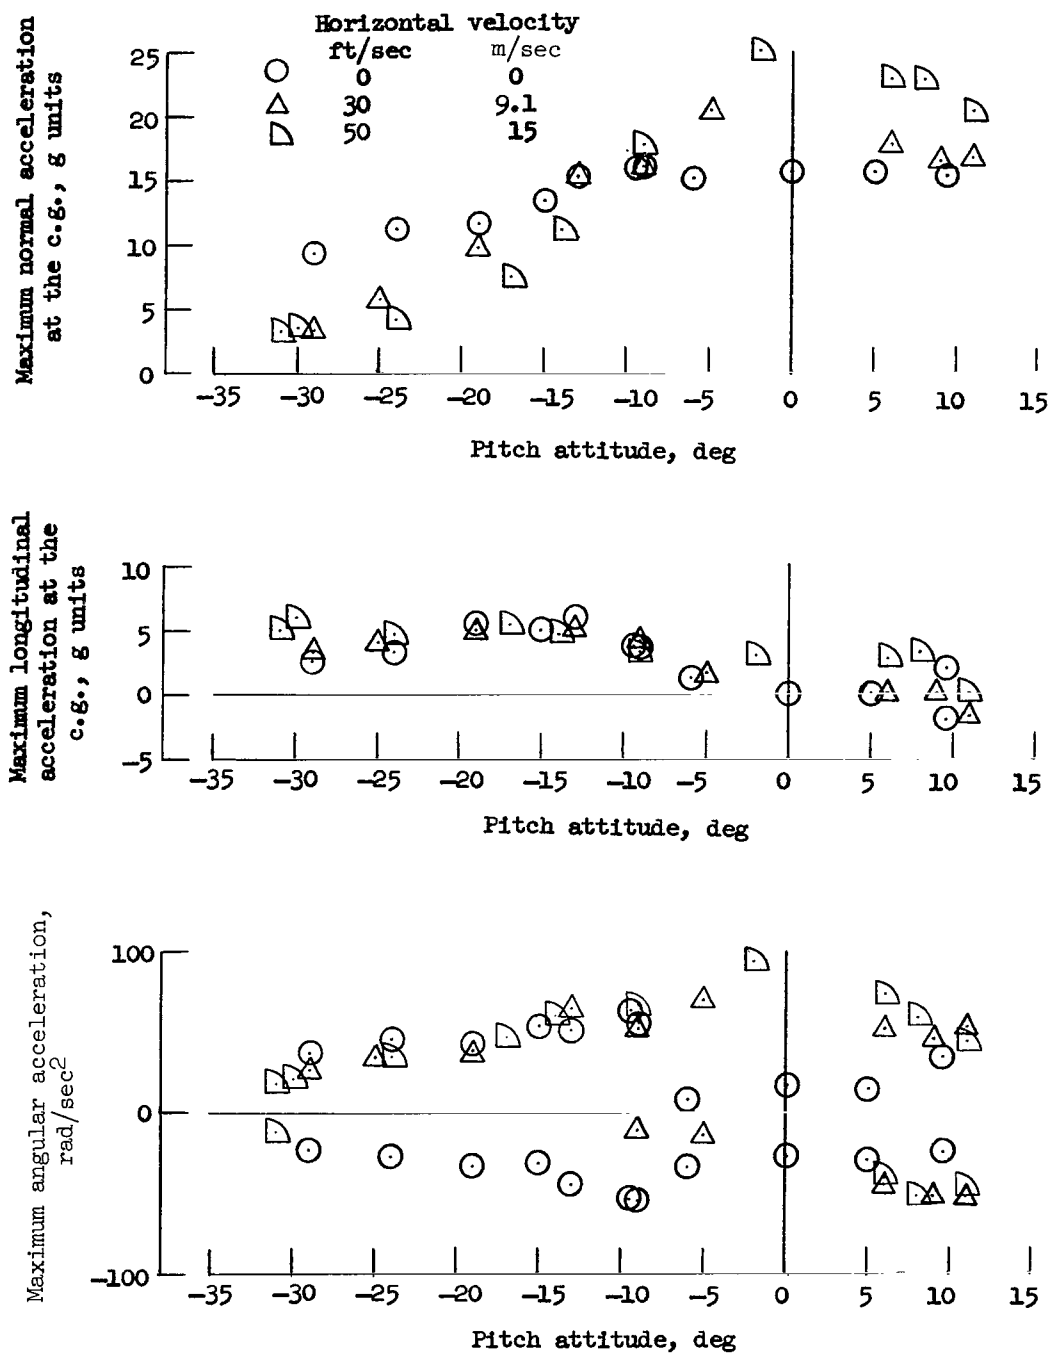 Horizontal velocity
ft/sec m/sec
0 0
30 9.1
50 15
Maximum normal acceleration
at the c.g., g units
25
20
15
10
5
0
-35 -30 -25 -20 -15 -10 -5 0 5 10 15
Pitch attitude, deg
Maximum longitudinal
acceleration at the
c.g., g units
10
5
0
-5
-35 -30 -25 -20 -15 -10 -5 0 5 10 15
Pitch attitude, deg
Maximum angular acceleration,
rad/sec²
100
0
-100
-35 -30 -25 -20 -15 -10 -5 0 5 10 15
Pitch attitude, deg